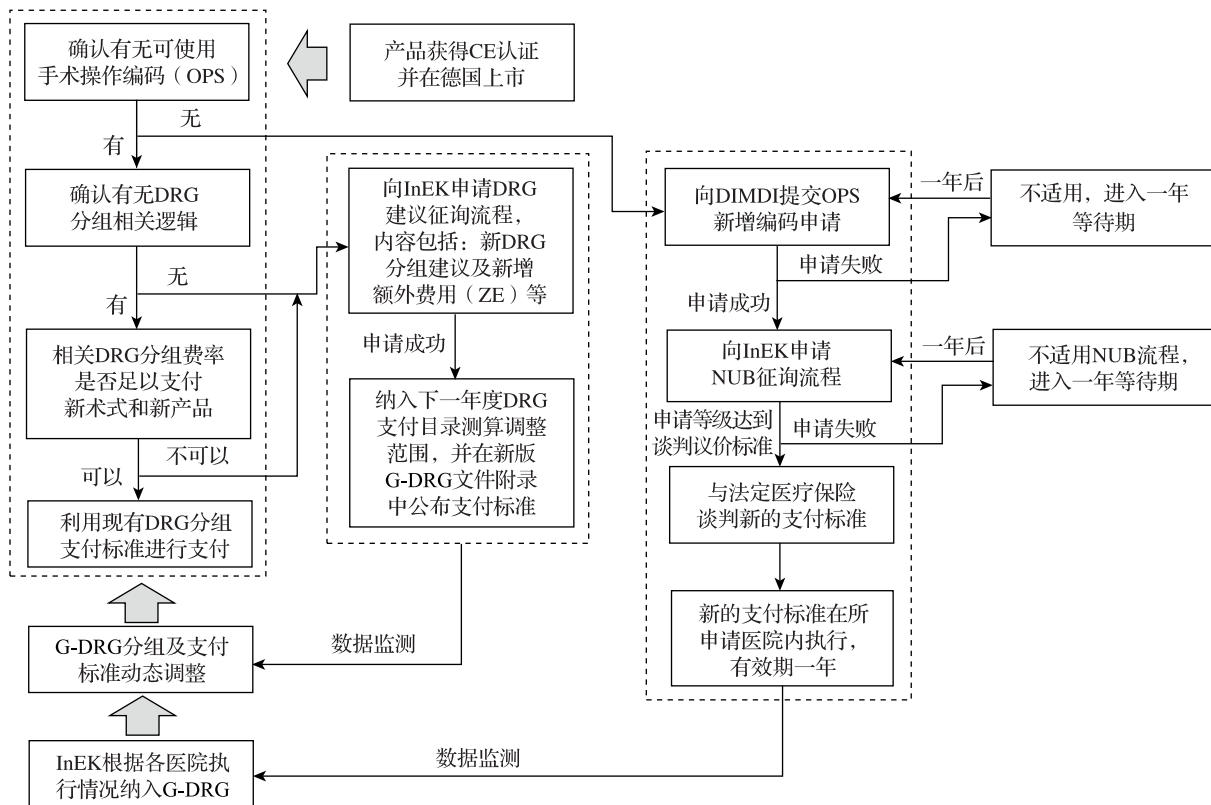 确认有无可使用
手术操作编码（OPS）
产品获得CE认证
并在德国上市
无
有
确认有无DRG
分组相关逻辑
无
有
相关DRG分组费率
是否足以支付
新术式和新产品
不可以
可以
利用现有DRG分组
支付标准进行支付
向InEK申请DRG
建议征询流程，
内容包括：新DRG
分组建议及新增
额外费用（ZE）等
申请成功
纳入下一年度DRG
支付目录测算调整
范围，并在新版
G-DRG文件附录
中公布支付标准
向DIMDI提交OPS
新增编码申请
一年后
不适用，进入一年
等待期
申请失败
申请成功
向InEK申请
NUB征询流程
一年后
不适用NUB流程，
进入一年等待期
申请等级达到
谈判议价标准
申请失败
与法定医疗保险
谈判新的支付标准
新的支付标准在所
申请医院内执行，
有效期一年
数据监测
G-DRG分组及支付
标准动态调整
数据监测
InEK根据各医院执
行情况纳入G-DRG